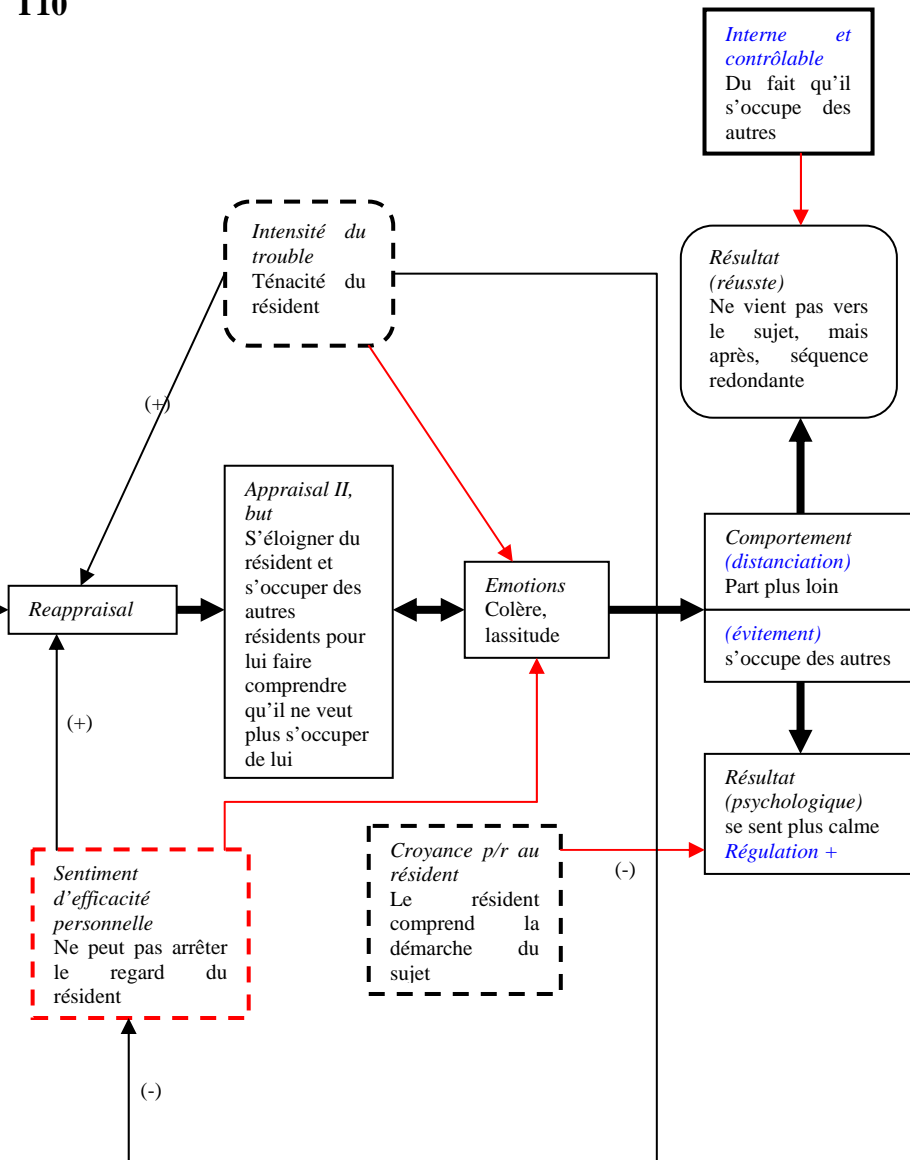 T10
Interne et
contrôlable
Du fait qu'il
s'occupe des
autres
Intensité du
trouble
Ténacité du
résident
Résultat
(réusste)
Ne vient pas vers
le sujet, mais
après, séquence
redondante
(+)
Appraisal II,
but
S'éloigner du
résident et
s'occuper des
autres
résidents pour
lui faire
comprendre
qu'il ne veut
plus s'occuper
de lui
Reappraisal
Emotions
Colère,
lassitude
Comportement
(distanciation)
Part plus loin
(évitement)
s'occupe des autres
(+)
Résultat
(psychologique)
se sent plus calme
Régulation +
Sentiment
d'efficacité
personnelle
Ne peut pas arrêter
le regard du
résident
Croyance p/r au
résident
Le résident
comprend la
démarche du
sujet
(-)
(-)